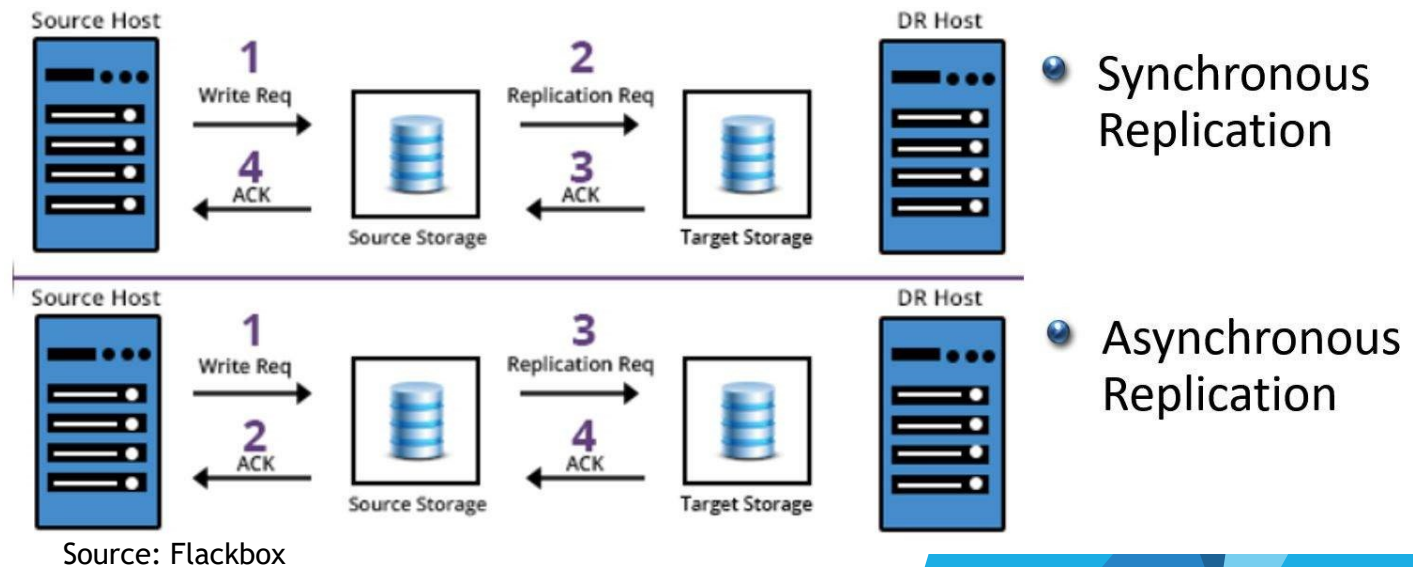 Source Host
DR Host
1
2
Write Req
Replication Req
4
3
ACK
ACK
Source Storage
Target Storage
Synchronous
Replication
Source Host
DR Host
1
3
Write Req
Replication Req
2
4
ACK
ACK
Source Storage
Target Storage
Asynchronous
Replication
Source: Flackbox